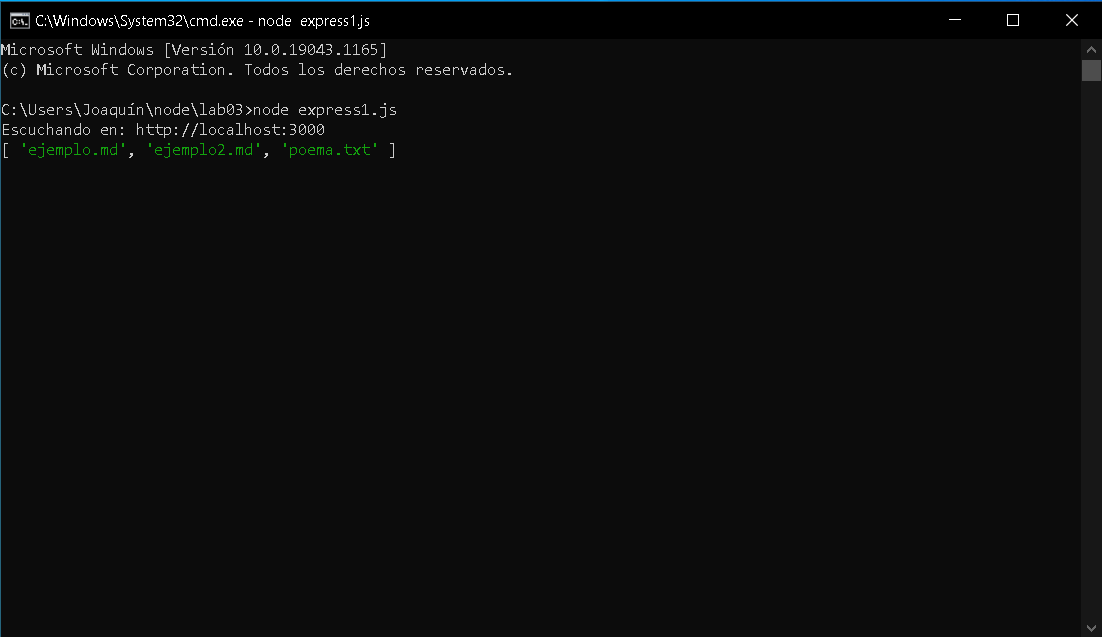 C:\Windows\System32\cmd.exe - node  express1.js
Microsoft Windows [Versión 10.0.19043.1165]
(c) Microsoft Corporation. Todos los derechos reservados.
C:\Users\Joaquín\node\lab03>node express1.js
Escuchando en: http://localhost:3000
[ 'ejemplo.md', 'ejemplo2.md', 'poema.txt' ]